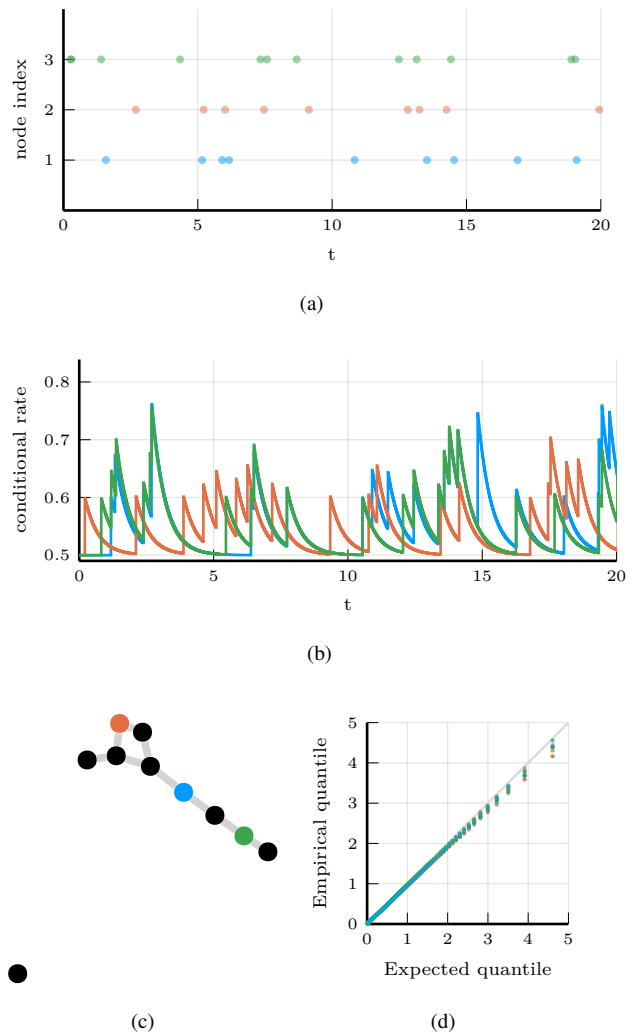 3
2
1
node index
0
5
10
15
20
t
(a)
0.8
0.7
0.6
0.5
conditional rate
0
5
10
15
20
t
(b)
5
4
3
2
1
0
Empirical quantile
0
1
2
3
4
5
Expected quantile
(c)
(d)